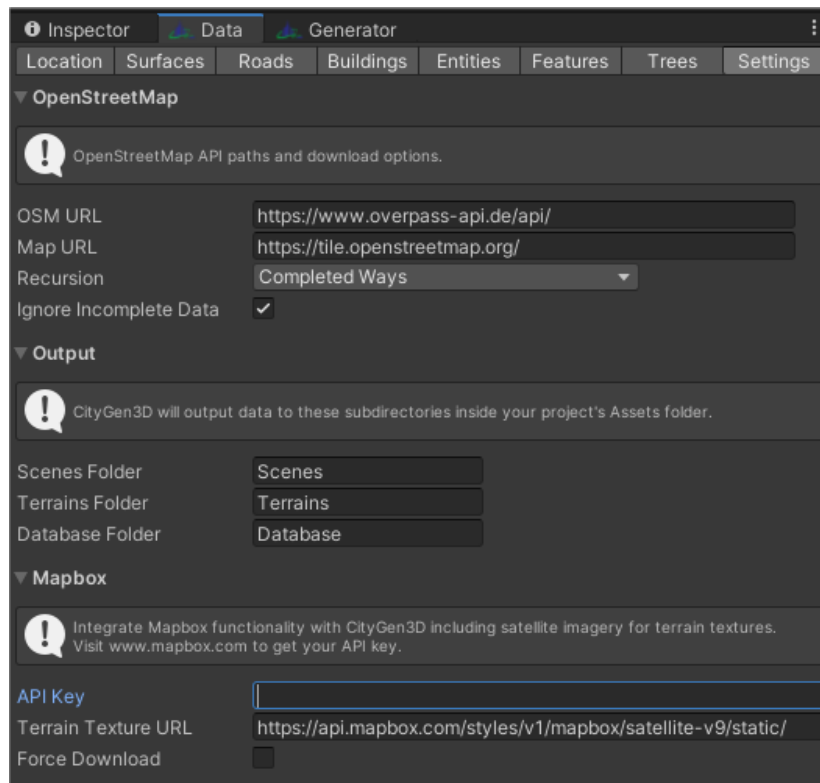 Inspector Data Generator
Location Surfaces Roads Buildings Entities Features Trees Settings
OpenStreetMap
OpenStreetMap API paths and download options.
OSM URL https://www.overpass-api.de/api/
Map URL https://tile.openstreetmap.org/
Recursion Completed Ways
Ignore Incomplete Data
Output
CityGen3D will output data to these subdirectories inside your project's Assets folder.
Scenes Folder Scenes
Terrains Folder Terrains
Database Folder Database
Mapbox
Integrate Mapbox functionality with CityGen3D including satellite imagery for terrain textures.
Visit www.mapbox.com to get your API key.
API Key
Terrain Texture URL https://api.mapbox.com/styles/v1/mapbox/satellite-v9/static/
Force Download